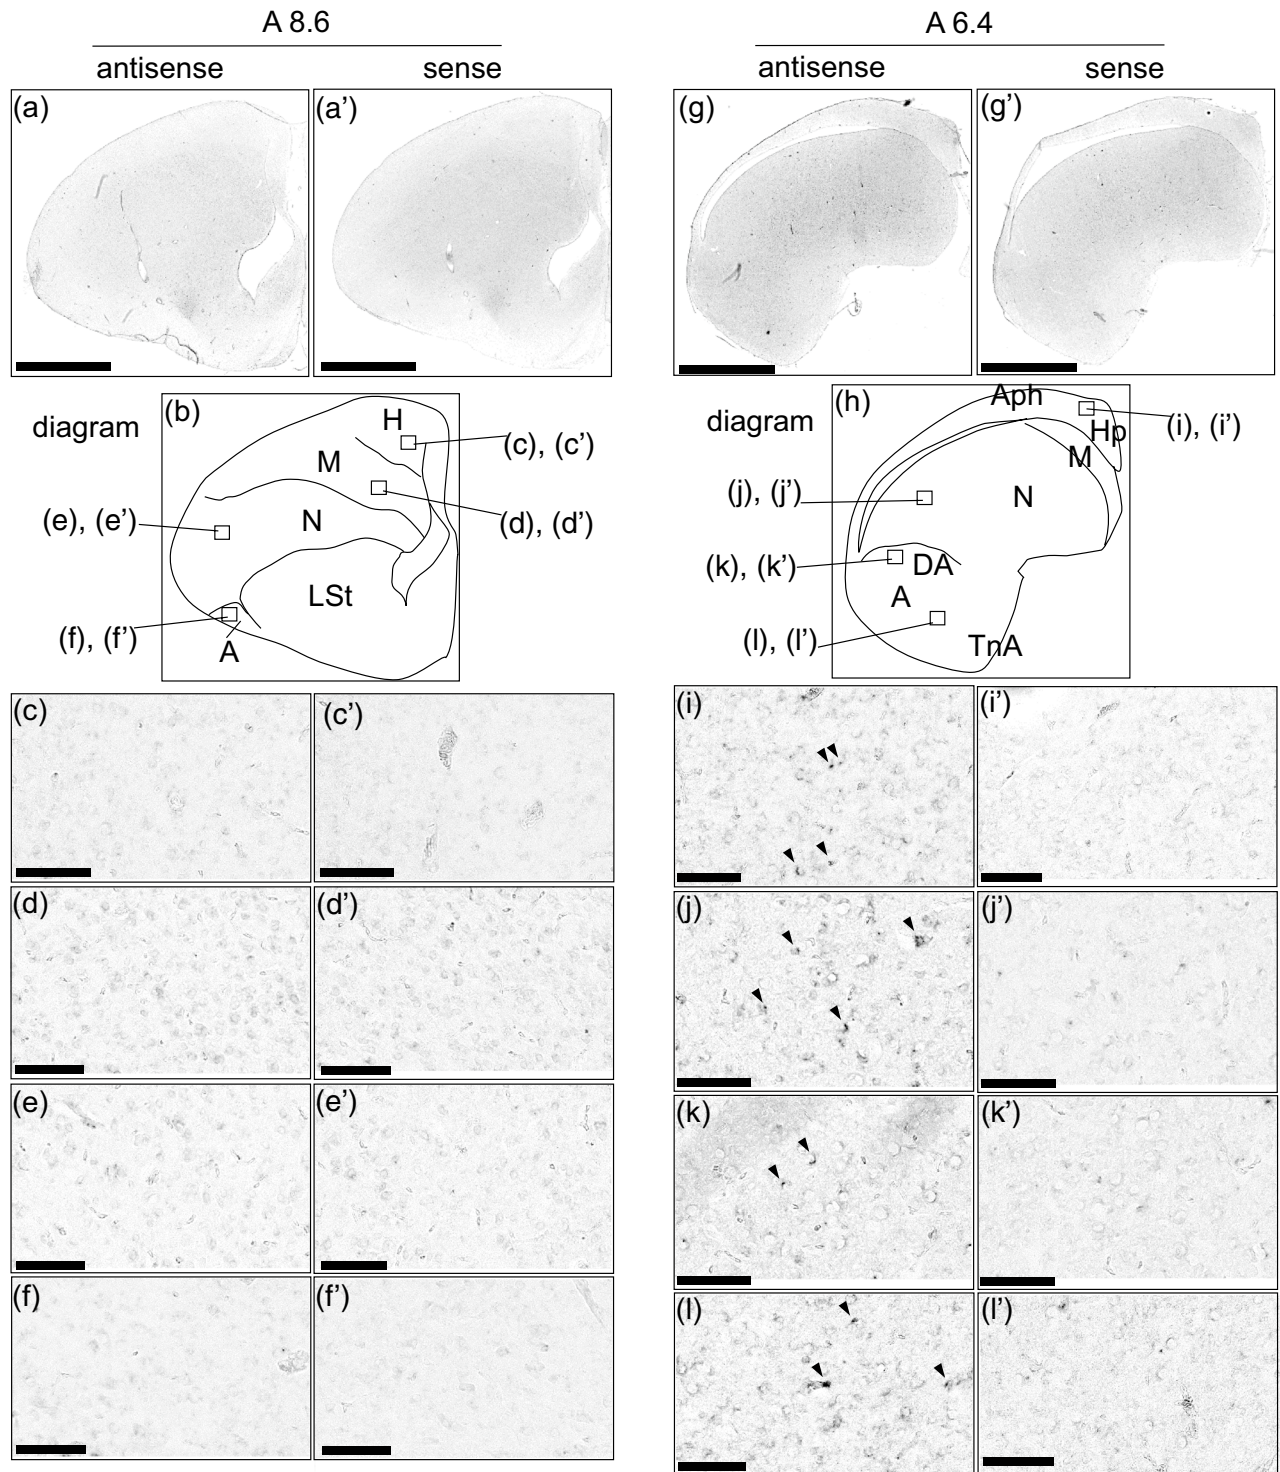 A 8.6
antisense
sense
(a)
(a’)
diagram
(b)
H
M
N
LSt
A
(c), (c’)
(d), (d’)
(e), (e’)
(f), (f’)
(c)
(c’)
(d)
(d’)
(e)
(e’)
(f)
(f’)
A 6.4
antisense
sense
(g)
(g’)
diagram
(h)
Aph
Hp
M
N
DA
A
TnA
(i), (i’)
(j), (j’)
(k), (k’)
(l), (l’)
(i)
(i’)
(j)
(j’)
(k)
(k’)
(l)
(l’)